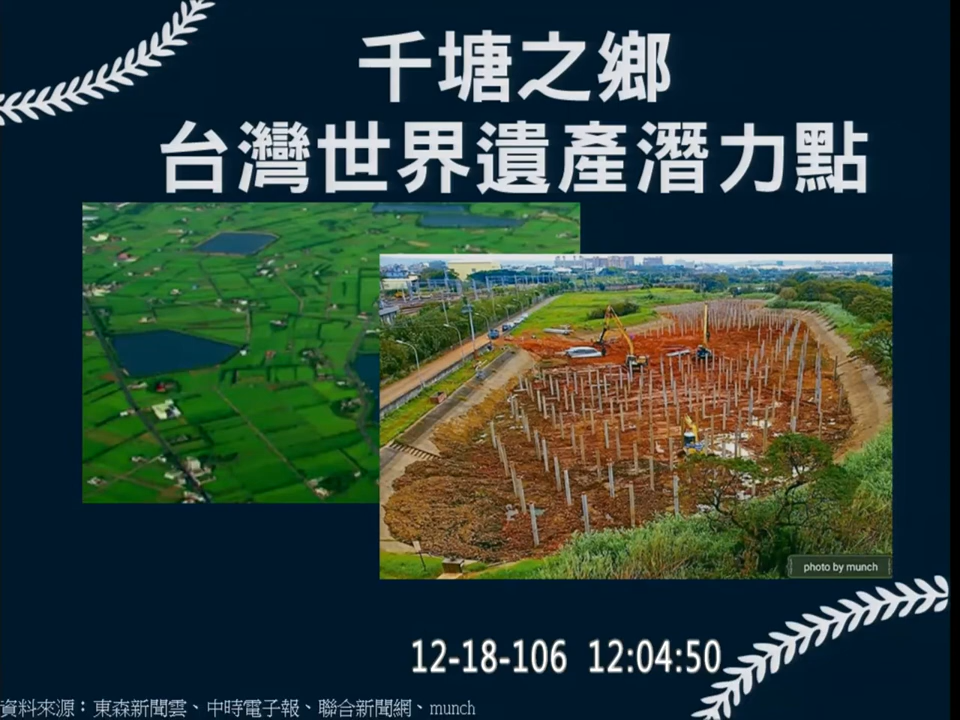 千塘之鄉
台灣世界遺產潛力點
photo by munch
12-18-106 12:04:50
資料來源：東森新聞雲、中時電子報、聯合新聞網、munch